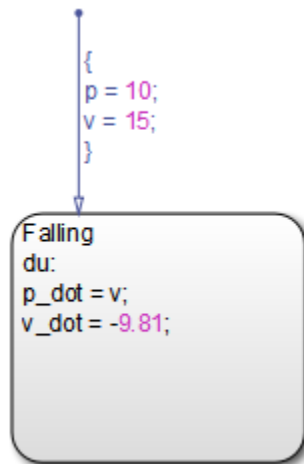 {
p = 10;
v = 15;
}
Falling
du:
p_dot = v;
v_dot = -9.81;